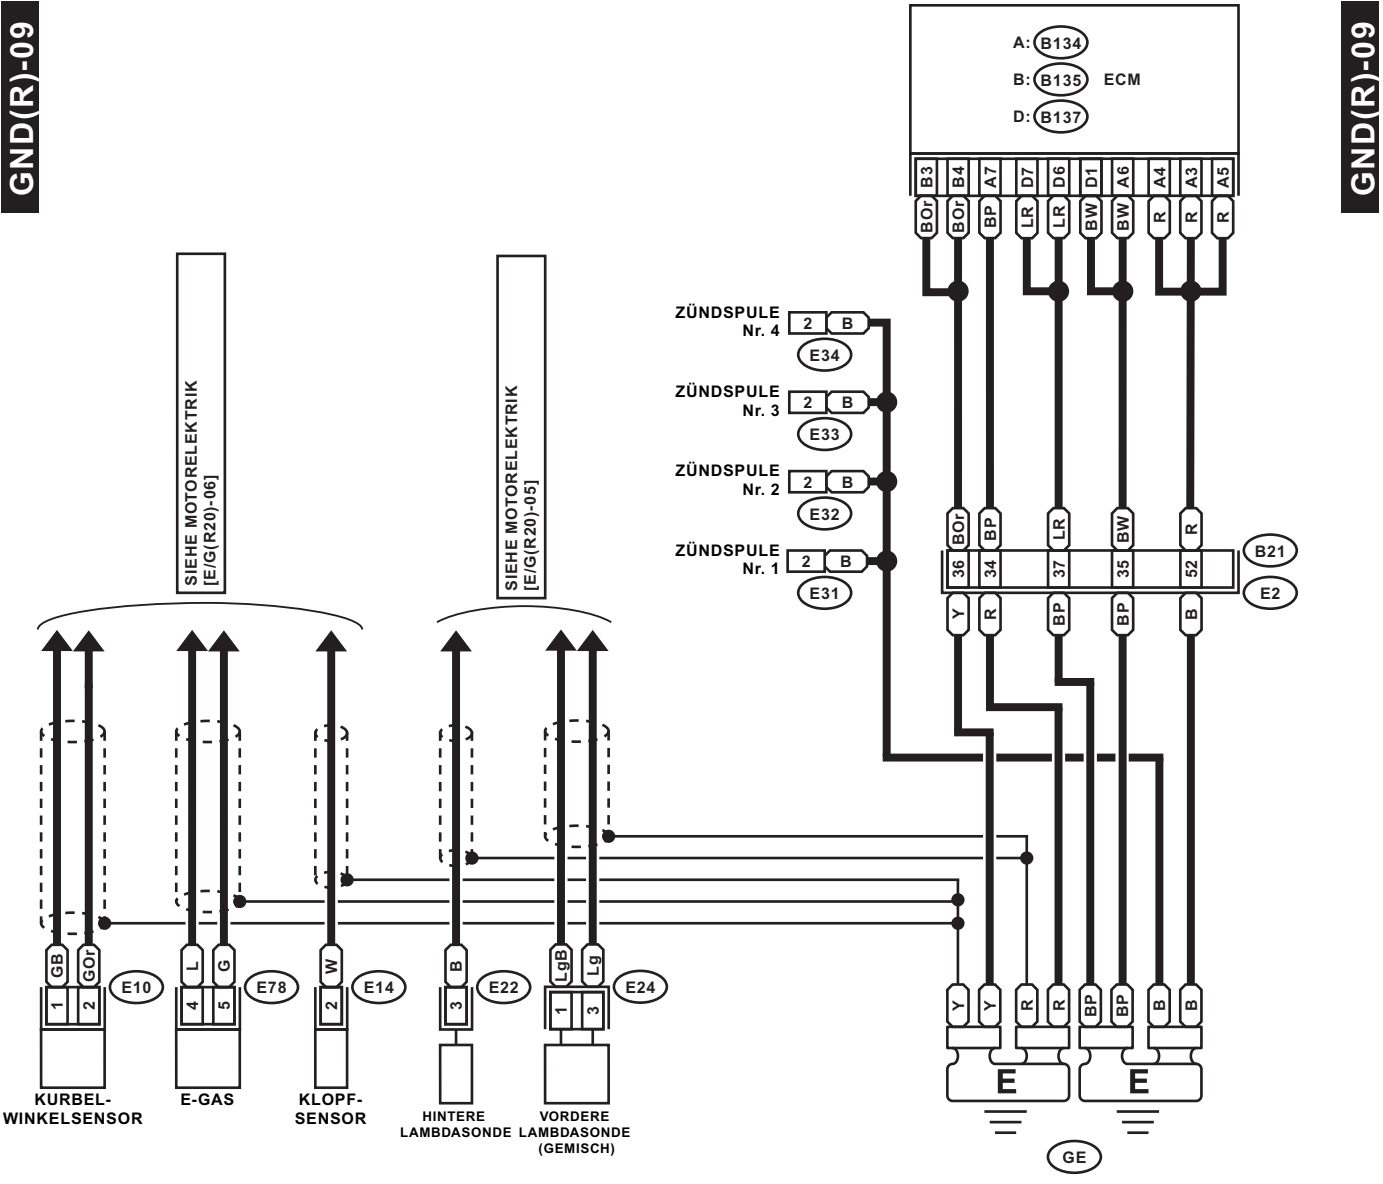 GND(R)-09
GND(R)-09
A: B134
B: B135 ECM
D: B137
B3 B4 A7 D7 D6 D1 A6 A4 A3 A5
BOr BOr BP LR LR BW BW R R R
ZÜNDSPULE
Nr. 4
2 B
E34
ZÜNDSPULE
Nr. 3
2 B
E33
ZÜNDSPULE
Nr. 2
2 B
E32
ZÜNDSPULE
Nr. 1
2 B
E31
SIEHE MOTORELEKTRIK
[E/G(R20)-06]
SIEHE MOTORELEKTRIK
[E/G(R20)-05]
BOr BP LR BW R
36 34 37 35 52
B21
E2
Y R BP BP B
GB GOr L G W B LgB Lg
E10 E78 E14 E22 E24
1 2 4 5 2 3 1 3
Y Y R R BP BP B B
KURBEL-
WINKELSENSOR
E-GAS
KLOPF-
SENSOR
HINTERE
LAMBDASONDE
VORDERE
LAMBDASONDE
(GEMISCH)
E E
GE